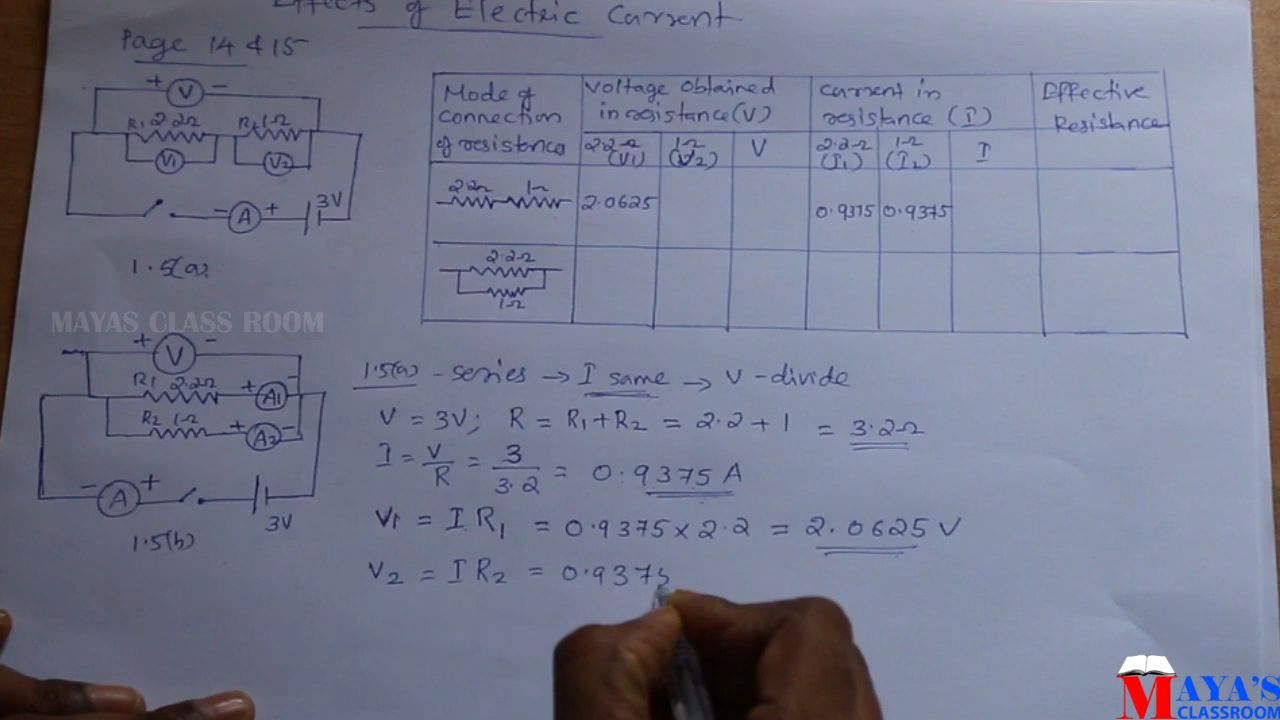 Effects of Electric Current.
Page 14 & 15
+ V -
R1 2.2Ω R2 1Ω
V1 V2
- A + 3V
1.5(a)
MAYAS CLASS ROOM
+ V -
R1 2.2Ω + A1 -
R2 1Ω + A2 -
- A + 3V
1.5(b)
Mode of connection of resistance
Voltage obtained in resistance (V)
Current in resistance (I)
Effective Resistance
2.2Ω (V1) 1Ω (V2) V 2.2Ω (I1) 1Ω (I2) I
2.2Ω 1Ω 2.0625 0.9375 0.9375
2.2Ω
1Ω
1.5(a) - series → I same → V - divide
V = 3V; R = R1 + R2 = 2.2 + 1 = 3.2Ω
I = V/R = 3/3.2 = 0.9375 A
V1 = I R1 = 0.9375 × 2.2 = 2.0625 V
V2 = I R2 = 0.9375
MAYA'S
CLASSROOM